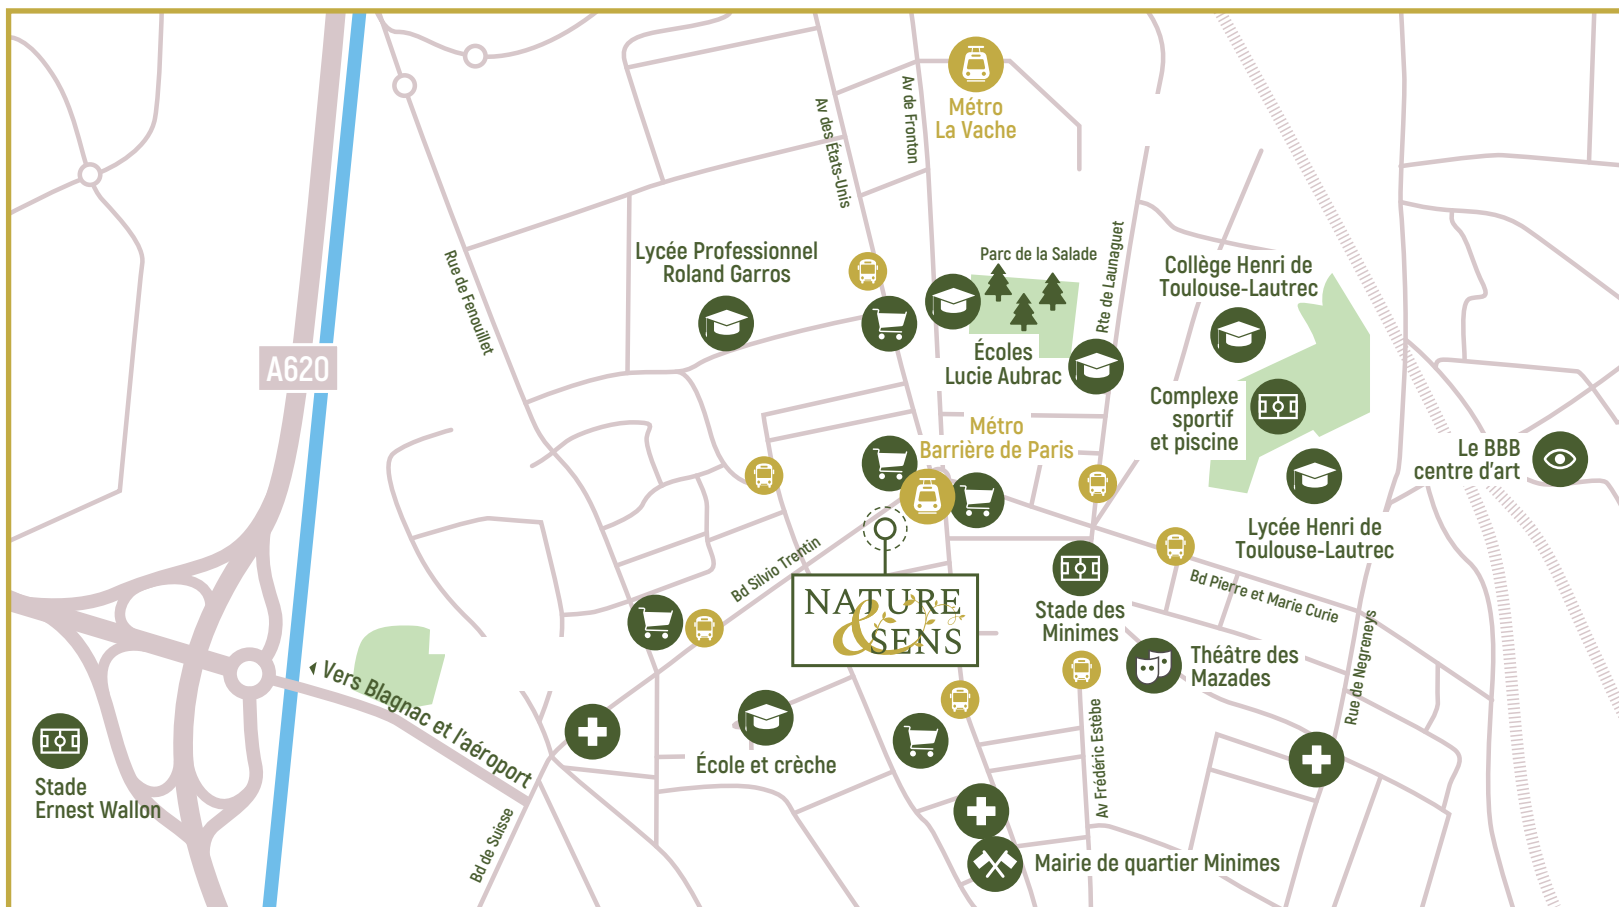 Métro
La Vache
Av des États-Unis
Av de Fronton
Rue de Fenouillet
Lycée Professionnel
Roland Garros
Parc de la Salade
Rte de Launaguet
Collège Henri de
Toulouse-Lautrec
A620
Écoles
Lucie Aubrac
Complexe
sportif
et piscine
Métro
Barrière de Paris
Le BBB
centre d'art
Lycée Henri de
Toulouse-Lautrec
Bd Silvio Trentin
NATURE
&
SENS
Stade des
Minimes
Bd Pierre et Marie Curie
Théâtre des
Mazades
Rue de Negreneys
Vers Blagnac et l'aéroport
Stade
Ernest Wallon
École et crèche
Av Frédéric Estèbe
Bd de Suisse
Mairie de quartier Minimes